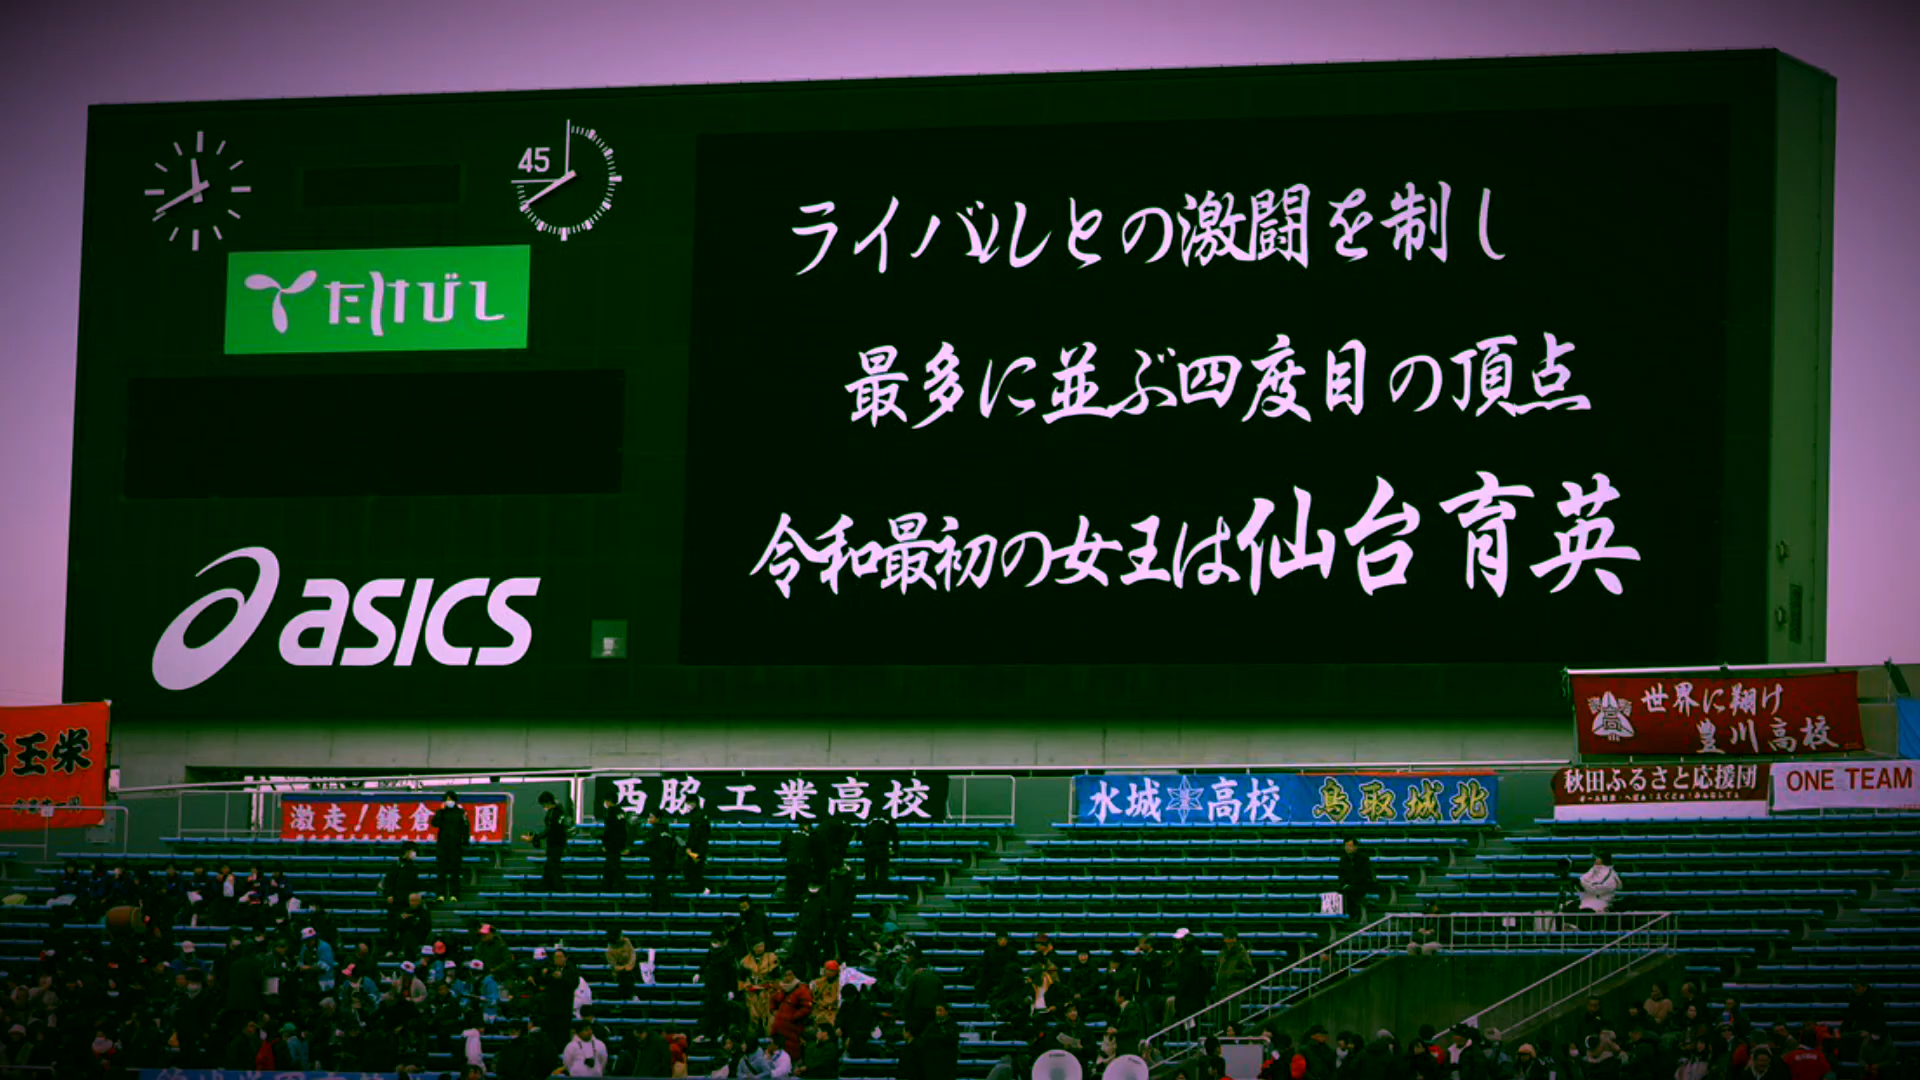 45
たけびし
asics
ライバルとの激闘を制し
最多に並ぶ四度目の頂点
令和最初の女王は仙台育英
世界に翔け
豊川高校
埼玉栄
激走!鎌倉 園
西脇工業高校
水城高校
鳥取城北
秋田ふるさと応援団
ONE TEAM